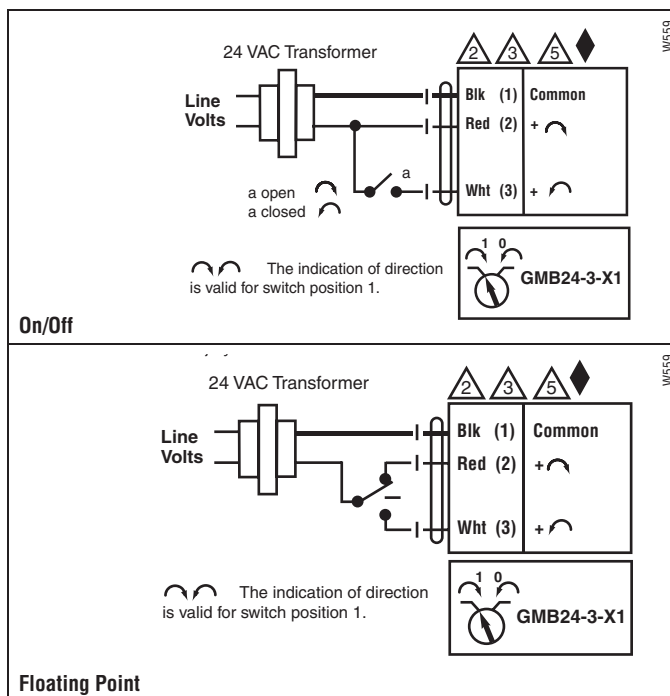 W559
24 VAC Transformer
2 3 5
Line
Volts
Blk (1) Common
Red (2) +
a
a open
a closed
Wht (3) +
1 0
GMB24-3-X1
The indication of direction
is valid for switch position 1.
On/Off
W559
24 VAC Transformer
2 3 5
Line
Volts
Blk (1) Common
Red (2) +
Wht (3) +
1 0
GMB24-3-X1
The indication of direction
is valid for switch position 1.
Floating Point